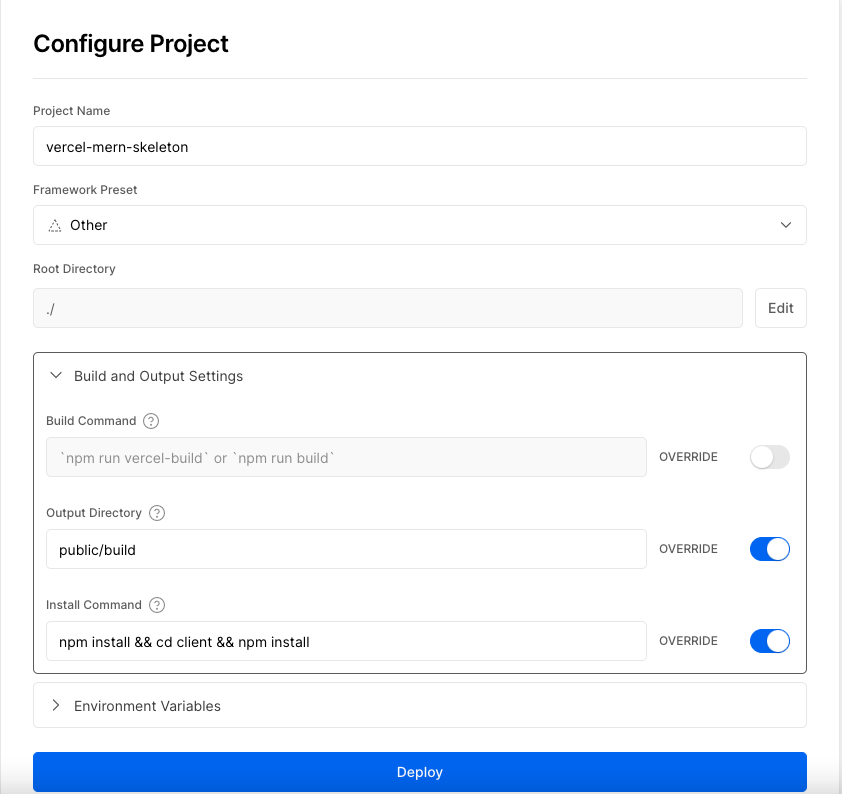 Configure Project
Project Name
vercel-mern-skeleton
Framework Preset
Other
Root Directory
./
Edit
Build and Output Settings
Build Command ?
`npm run vercel-build` or `npm run build`
OVERRIDE
Output Directory ?
public/build
OVERRIDE
Install Command ?
npm install && cd client && npm install
OVERRIDE
Environment Variables
Deploy